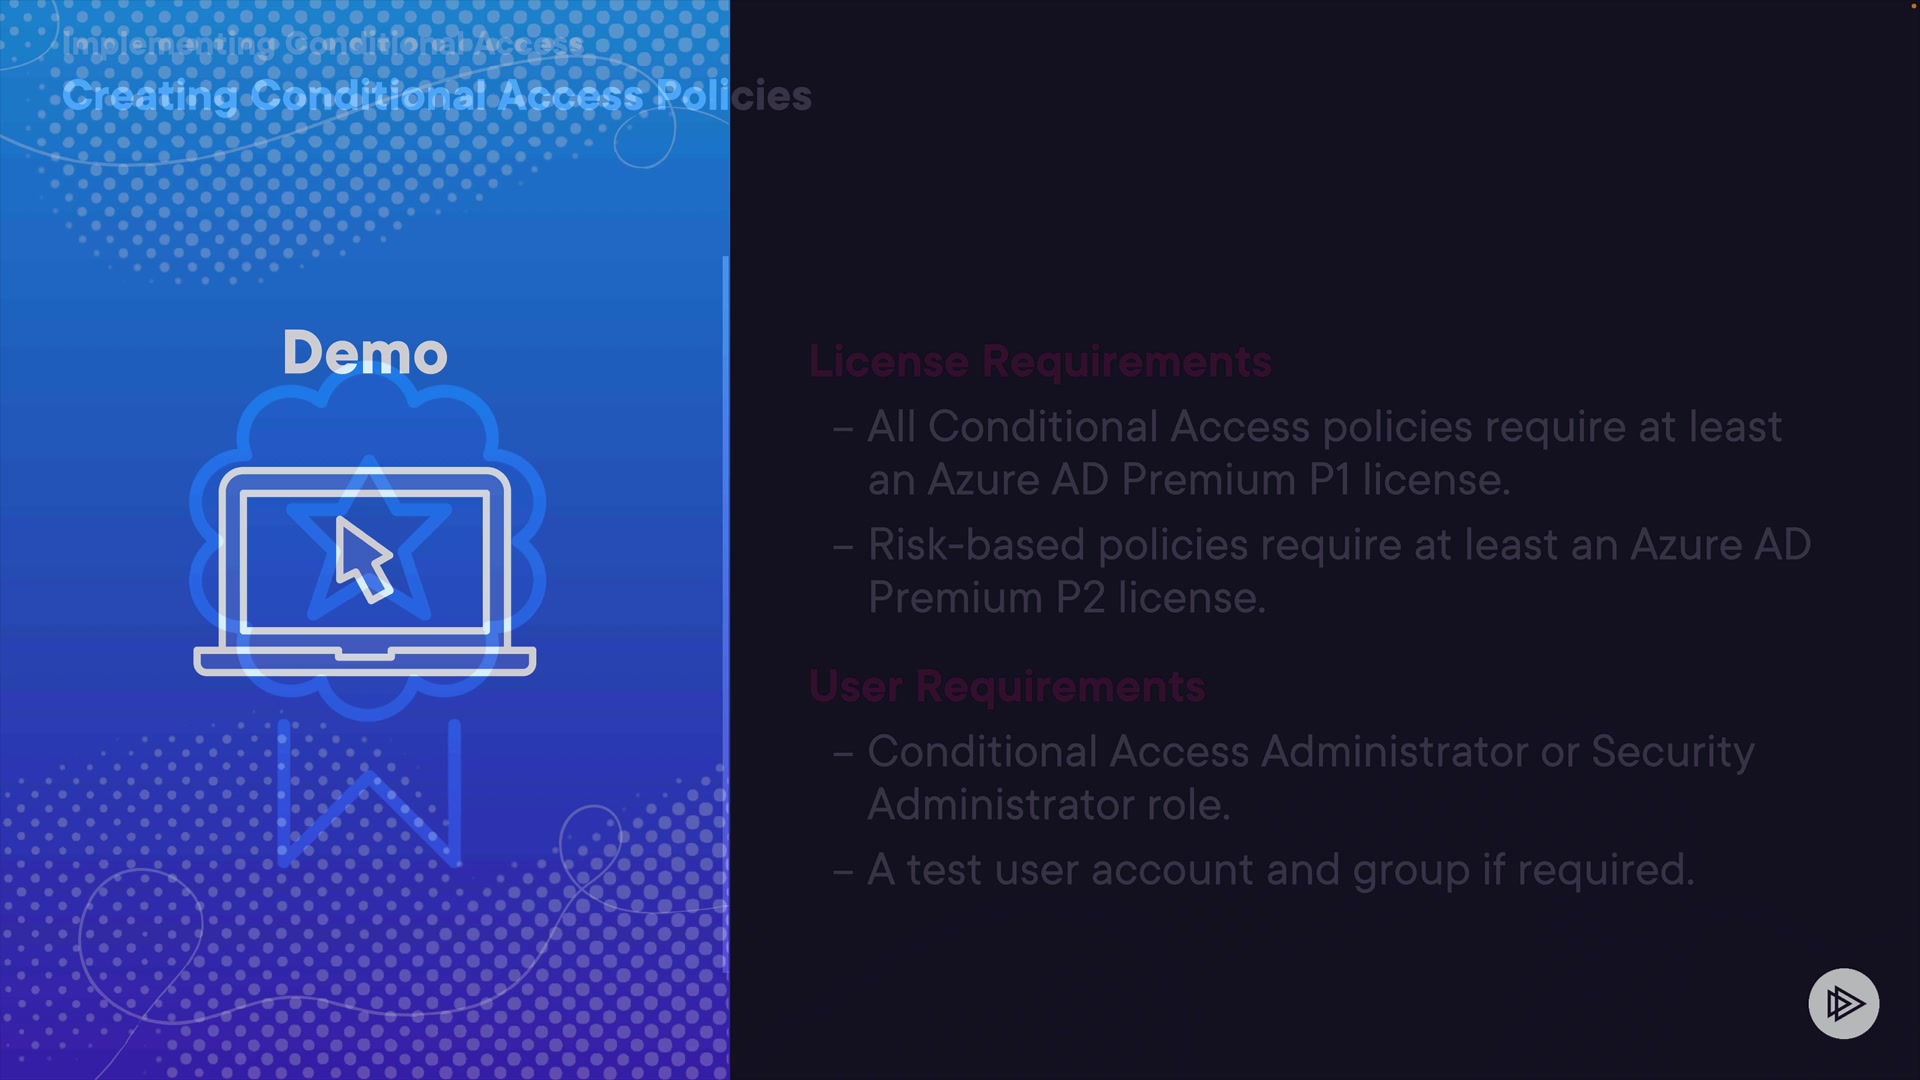 Implementing Conditional Access
Creating Conditional Access Policies
Demo
License Requirements
– All Conditional Access policies require at least
an Azure AD Premium P1 license.
– Risk-based policies require at least an Azure AD
Premium P2 license.
User Requirements
– Conditional Access Administrator or Security
Administrator role.
– A test user account and group if required.